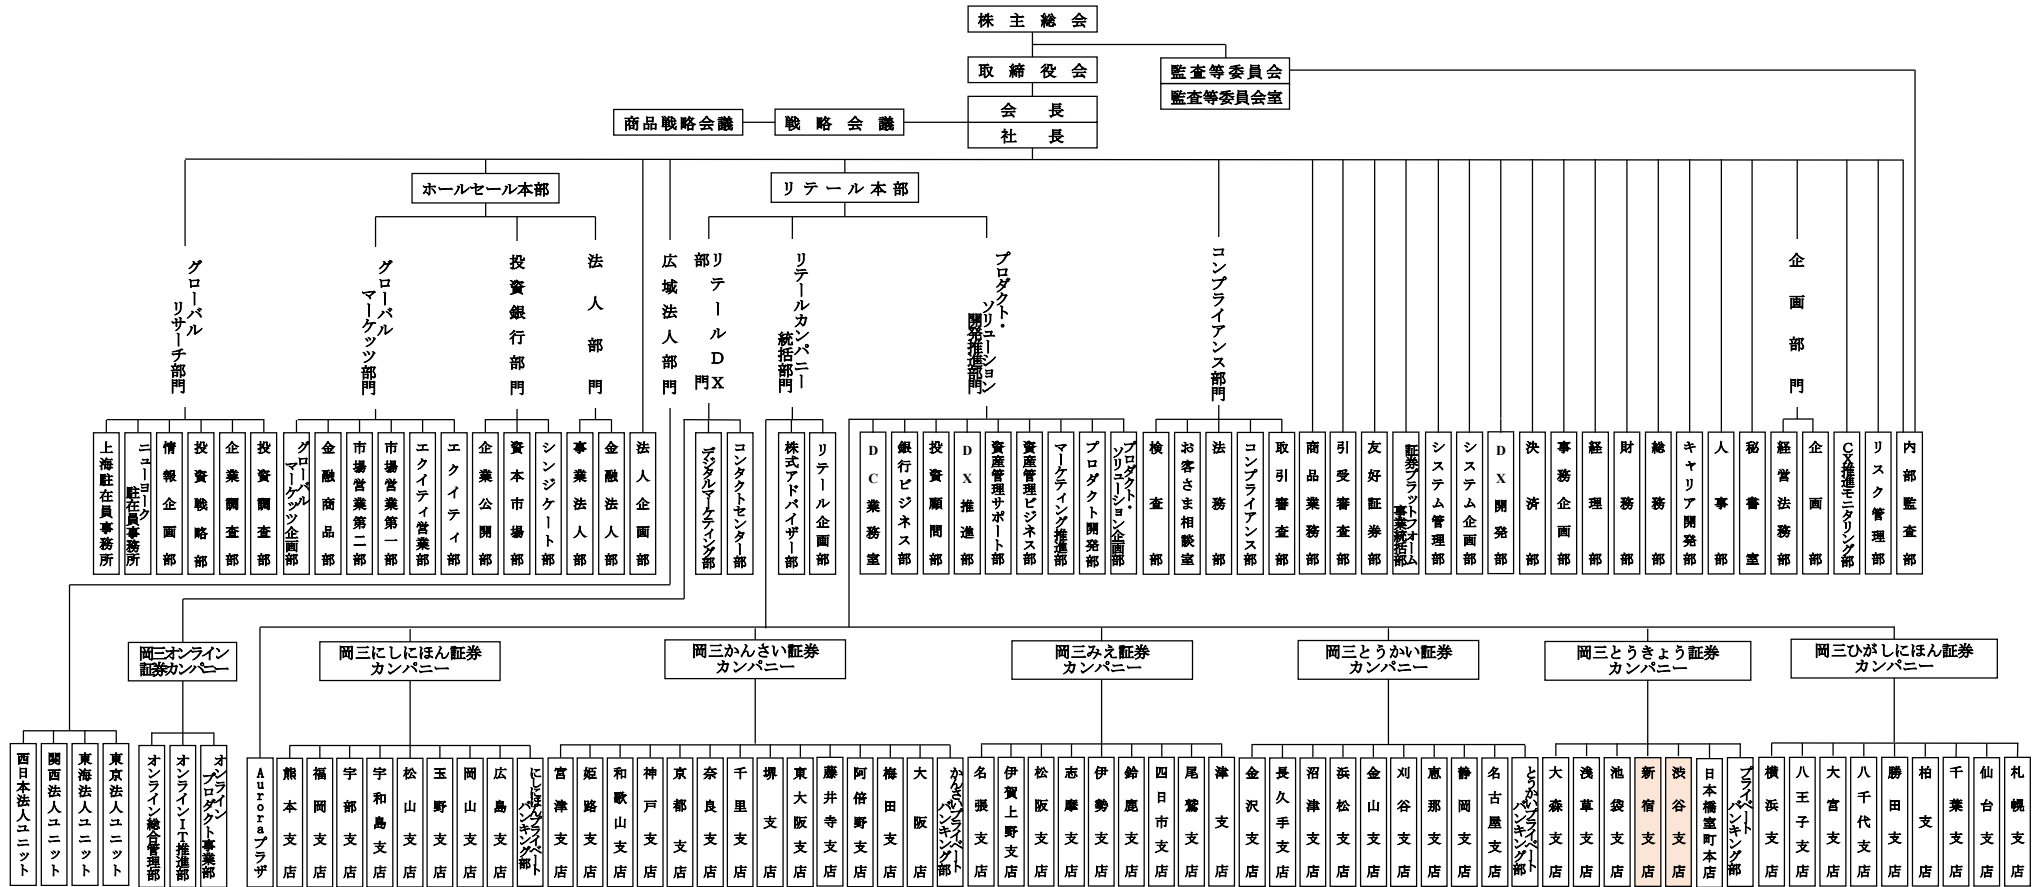 株主総会
取締役会
監査等委員会
監査等委員会室
会長
社長
戦略会議
商品戦略会議
ホールセール本部
リテール本部
グローバル
リサーチ部門
グローバル
マーケッツ部門
投資銀行部門
法人部門
広域法人部門
リテールDX
部門
リテールカンパニー
統括部門
プロダクト・
ソリューション
開発推進部門
コンプライアンス部門
企画部門
上海駐在員事務所
ニューヨーク
駐在員事務所
情報企画部
投資戦略部
企業調査部
投資調査部
グローバル
マーケッツ企画部
金融商品部
市場営業第二部
市場営業第一部
エクイティ営業部
エクイティ部
企業公開部
資本市場部
シンジケート部
事業法人部
金融法人部
法人企画部
デジタルマーケティング部
コンタクトセンター部
株式アドバイザー部
リテール企画部
DC業務室
銀行ビジネス部
投資顧問部
DX推進部
資産管理サポート部
資産管理ビジネス部
マーケティング推進部
プロダクト開発部
プロダクト・
ソリューション企画部
検査部
お客さま相談室
法務部
コンプライアンス部
取引審査部
商品業務部
引受審査部
友好証券部
証券プラットフォーム
事業統括部
システム管理部
システム企画部
DX開発部
決済部
事務企画部
経理部
財務部
総務部
キャリア開発部
人事部
秘書室
経営法務部
企画部
CX推進モニタリング部
リスク管理部
内部監査部
岡三オンライン
証券カンパニー
岡三にしにほん証券
カンパニー
岡三かんさい証券
カンパニー
岡三みえ証券
カンパニー
岡三とうかい証券
カンパニー
岡三とうきょう証券
カンパニー
岡三ひがしにほん証券
カンパニー
西日本法人ユニット
関西法人ユニット
東海法人ユニット
東京法人ユニット
オンライン総合管理部
オンラインIT推進部
オンライン
プロダクト事業部
Auroraプラザ
熊本支店
福岡支店
宇部支店
宇和島支店
松山支店
玉野支店
岡山支店
広島支店
にしにほんプライベート
バンキング部
宮津支店
姫路支店
和歌山支店
神戸支店
京都支店
奈良支店
千里支店
堺支店
東大阪支店
藤井寺支店
阿倍野支店
梅田支店
大阪店
かんさいプライベート
バンキング部
名張支店
伊賀上野支店
松阪支店
志摩支店
伊勢支店
鈴鹿支店
四日市支店
尾鷲支店
津支店
金沢支店
長久手支店
沼津支店
浜松支店
金山支店
刈谷支店
恵那支店
静岡支店
名古屋支店
とうかいプライベート
バンキング部
大森支店
浅草支店
池袋支店
新宿支店
渋谷支店
日本橋室町本店
プライベート
バンキング部
横浜支店
八王子支店
大宮支店
八千代支店
勝田支店
柏支店
千葉支店
仙台支店
札幌支店